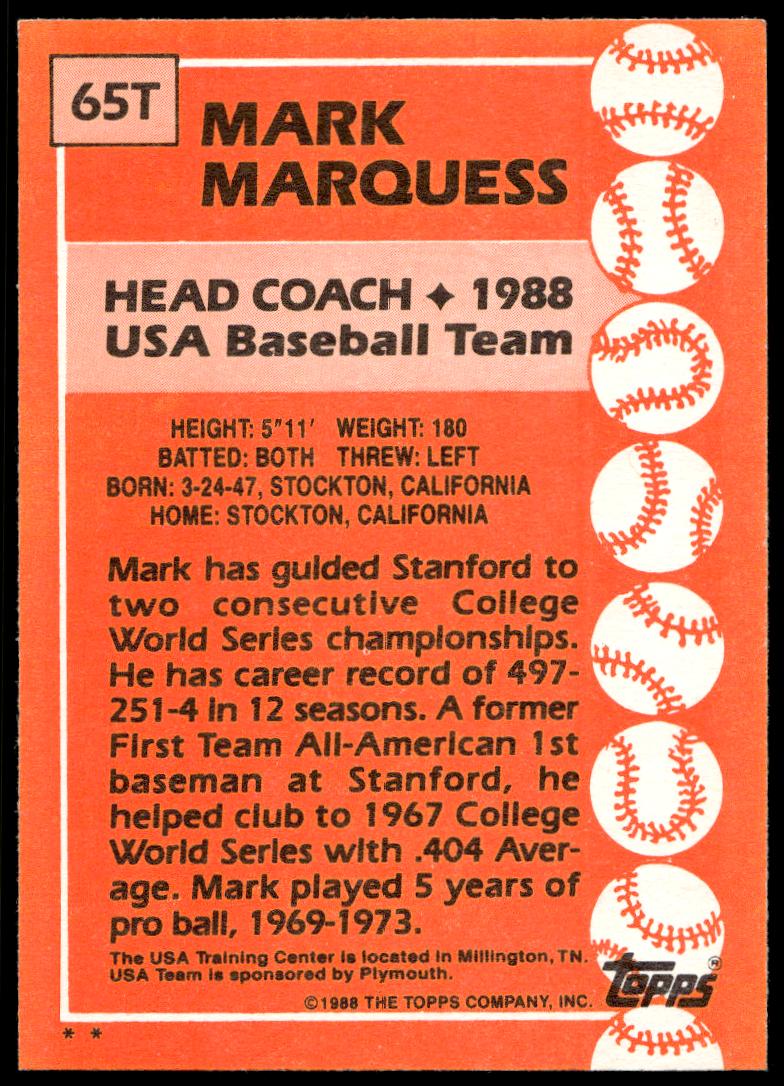 65T
MARK
MARQUESS
HEAD COACH ✦ 1988
USA Baseball Team
HEIGHT: 5"11' WEIGHT: 180
BATTED: BOTH THREW: LEFT
BORN: 3-24-47, STOCKTON, CALIFORNIA
HOME: STOCKTON, CALIFORNIA
Mark has guided Stanford to
two consecutive College
World Series championships.
He has career record of 497-
251-4 in 12 seasons. A former
First Team All-American 1st
baseman at Stanford, he
helped club to 1967 College
World Series with .404 Aver-
age. Mark played 5 years of
pro ball, 1969-1973.
The USA Training Center is located in Millington, TN.
USA Team is sponsored by Plymouth.
©1988 THE TOPPS COMPANY, INC.
topps®
* *